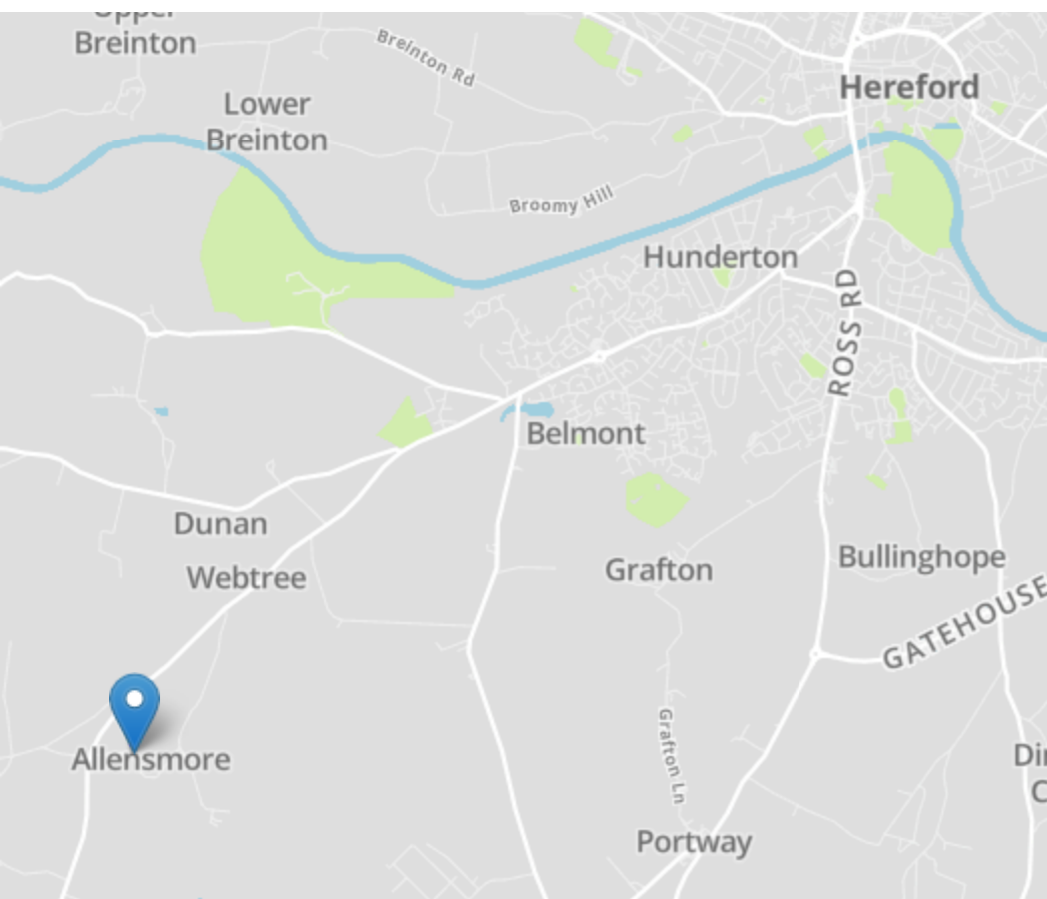 Upper
Breinton
Breinton Rd
Lower
Breinton
Hereford
Broomy Hill
Hunderton
ROSS RD
Belmont
Dunan
Webtree
Grafton
Bullinghope
GATEHOUSE
Allensmore
Grafton Ln
Portway